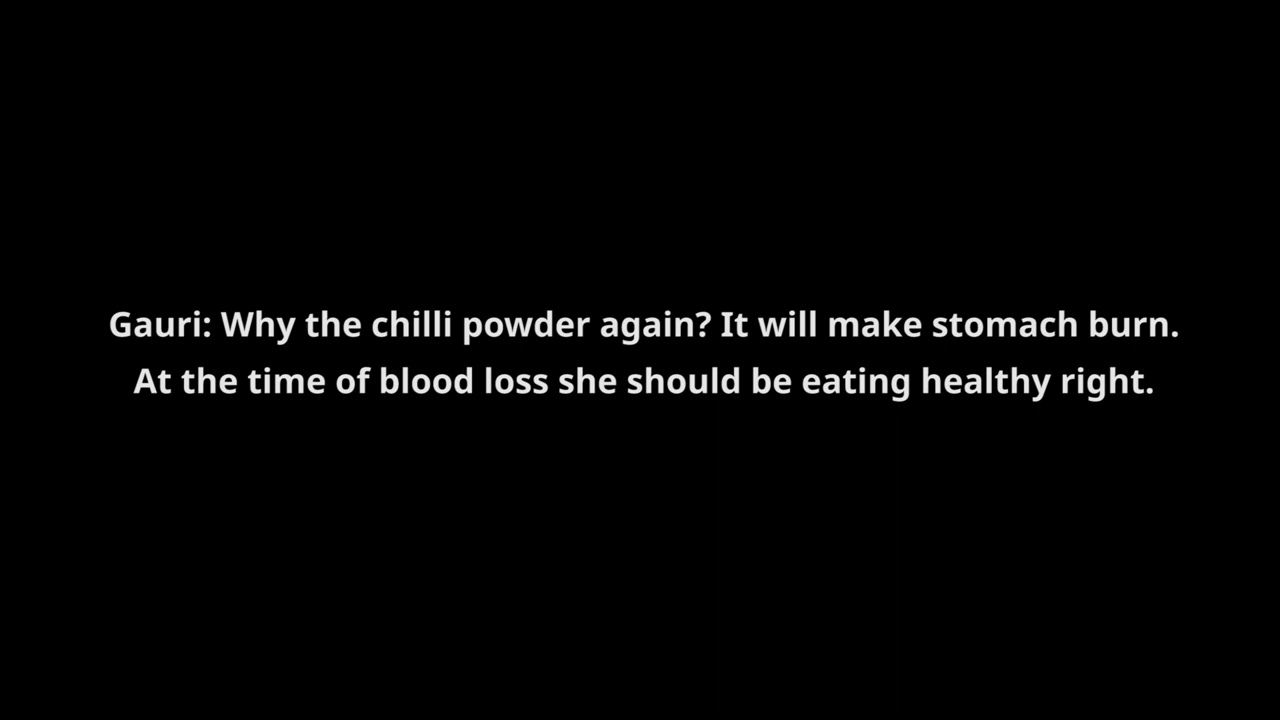 Gauri: Why the chilli powder again? It will make stomach burn.
At the time of blood loss she should be eating healthy right.